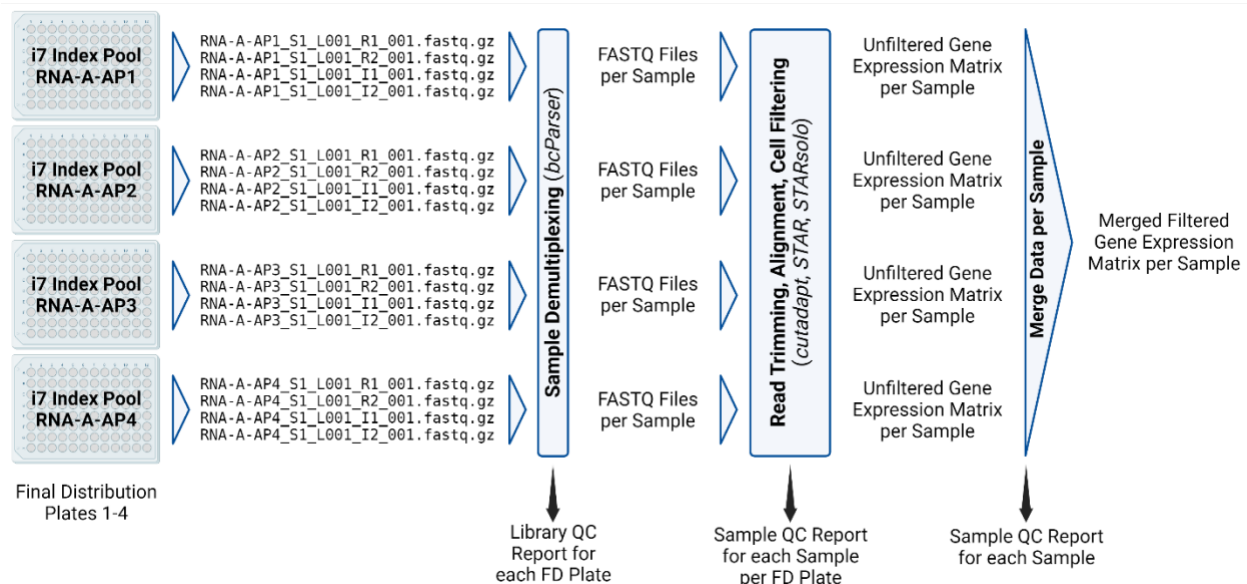 i7 Index Pool
RNA-A-AP1
RNA-A-AP1_S1_L001_R1_001.fastq.gz
RNA-A-AP1_S1_L001_R2_001.fastq.gz
RNA-A-AP1_S1_L001_I1_001.fastq.gz
RNA-A-AP1_S1_L001_I2_001.fastq.gz
i7 Index Pool
RNA-A-AP2
RNA-A-AP2_S1_L001_R1_001.fastq.gz
RNA-A-AP2_S1_L001_R2_001.fastq.gz
RNA-A-AP2_S1_L001_I1_001.fastq.gz
RNA-A-AP2_S1_L001_I2_001.fastq.gz
i7 Index Pool
RNA-A-AP3
RNA-A-AP3_S1_L001_R1_001.fastq.gz
RNA-A-AP3_S1_L001_R2_001.fastq.gz
RNA-A-AP3_S1_L001_I1_001.fastq.gz
RNA-A-AP3_S1_L001_I2_001.fastq.gz
i7 Index Pool
RNA-A-AP4
RNA-A-AP4_S1_L001_R1_001.fastq.gz
RNA-A-AP4_S1_L001_R2_001.fastq.gz
RNA-A-AP4_S1_L001_I1_001.fastq.gz
RNA-A-AP4_S1_L001_I2_001.fastq.gz
Final Distribution
Plates 1-4
Sample Demultiplexing (bcParser)
Library QC
Report for
each FD Plate
FASTQ Files
per Sample
FASTQ Files
per Sample
FASTQ Files
per Sample
FASTQ Files
per Sample
Read Trimming, Alignment, Cell Filtering
(cutadapt, STAR, STARsolo)
Sample QC Report
for each Sample
per FD Plate
Unfiltered Gene
Expression Matrix
per Sample
Unfiltered Gene
Expression Matrix
per Sample
Unfiltered Gene
Expression Matrix
per Sample
Unfiltered Gene
Expression Matrix
per Sample
Merge Data per Sample
Sample QC Report
for each Sample
Merged Filtered
Gene Expression
Matrix per Sample